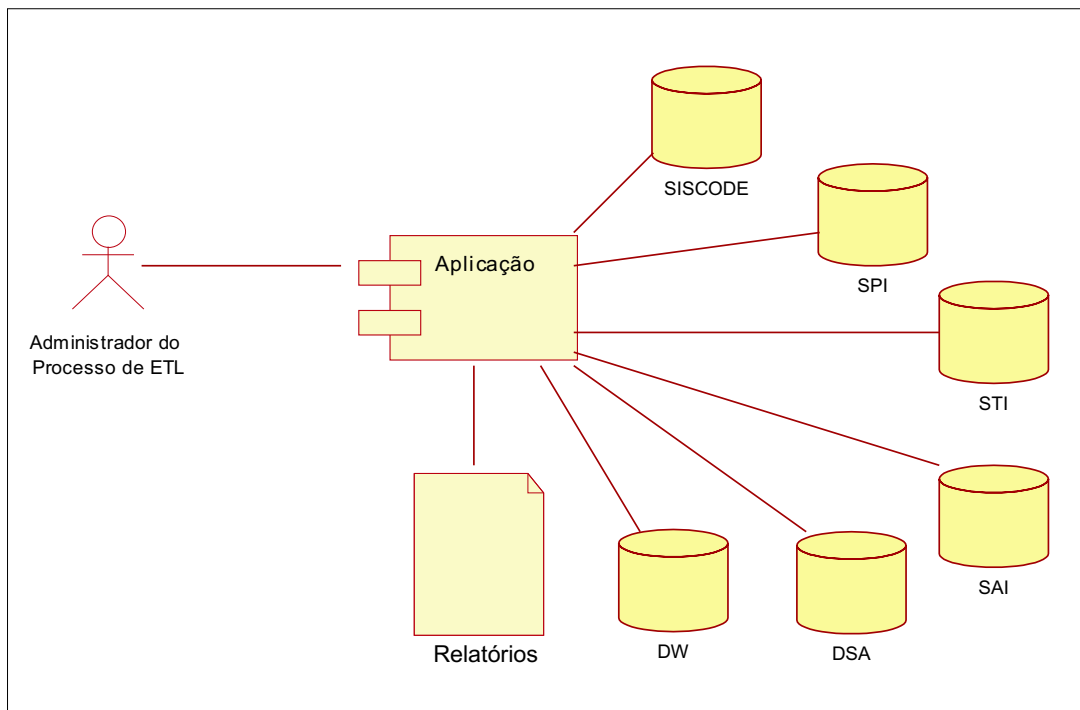 SISCODE
SPI
Aplicação
STI
Administrador do
Processo de ETL
SAI
Relatórios
DW
DSA